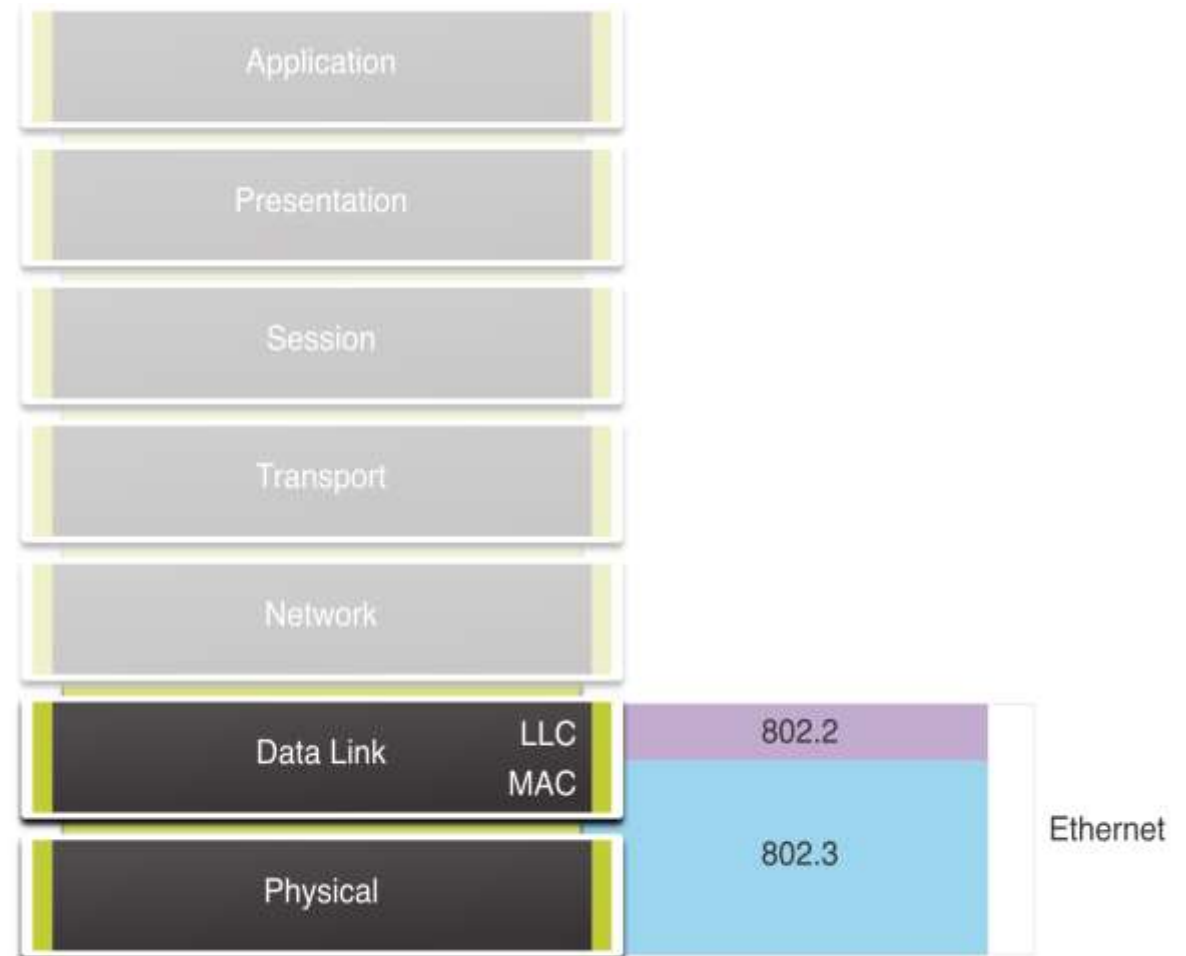 Application
Presentation
Session
Transport
Network
Data Link
LLC
MAC
802.2
802.3
Ethernet
Physical